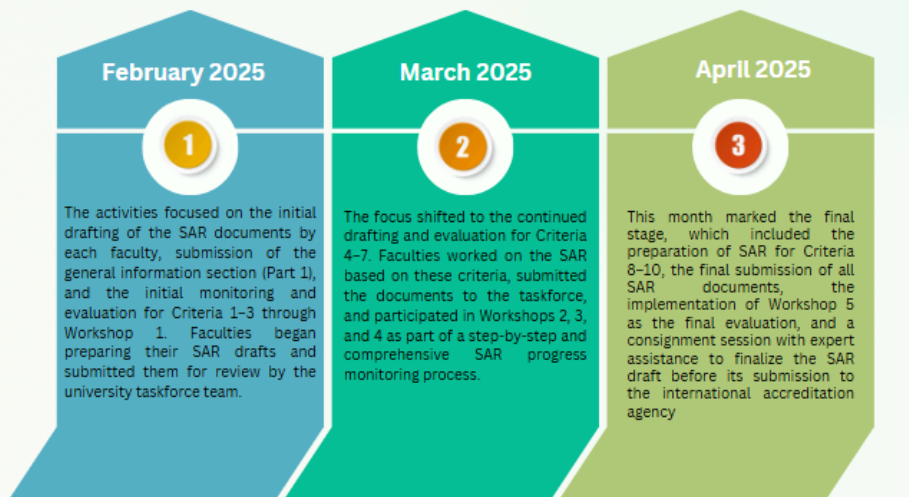 February 2025
1
The activities focused on the initial
drafting of the SAR documents by
each faculty, submission of the
general information section (Part 1),
and the initial monitoring and
evaluation for Criteria 1–3 through
Workshop 1. Faculties began
preparing their SAR drafts and
submitted them for review by the
university taskforce team.
March 2025
2
The focus shifted to the continued
drafting and evaluation for Criteria
4–7. Faculties worked on the SAR
based on these criteria, submitted
the documents to the taskforce,
and participated in Workshops 2, 3,
and 4 as part of a step-by-step and
comprehensive SAR progress
monitoring process.
April 2025
3
This month marked the final
stage, which included the
preparation of SAR for Criteria
8–10, the final submission of all
SAR documents, the
implementation of Workshop 5
as the final evaluation, and a
consignment session with expert
assistance to finalize the SAR
draft before its submission to
the international accreditation
agency